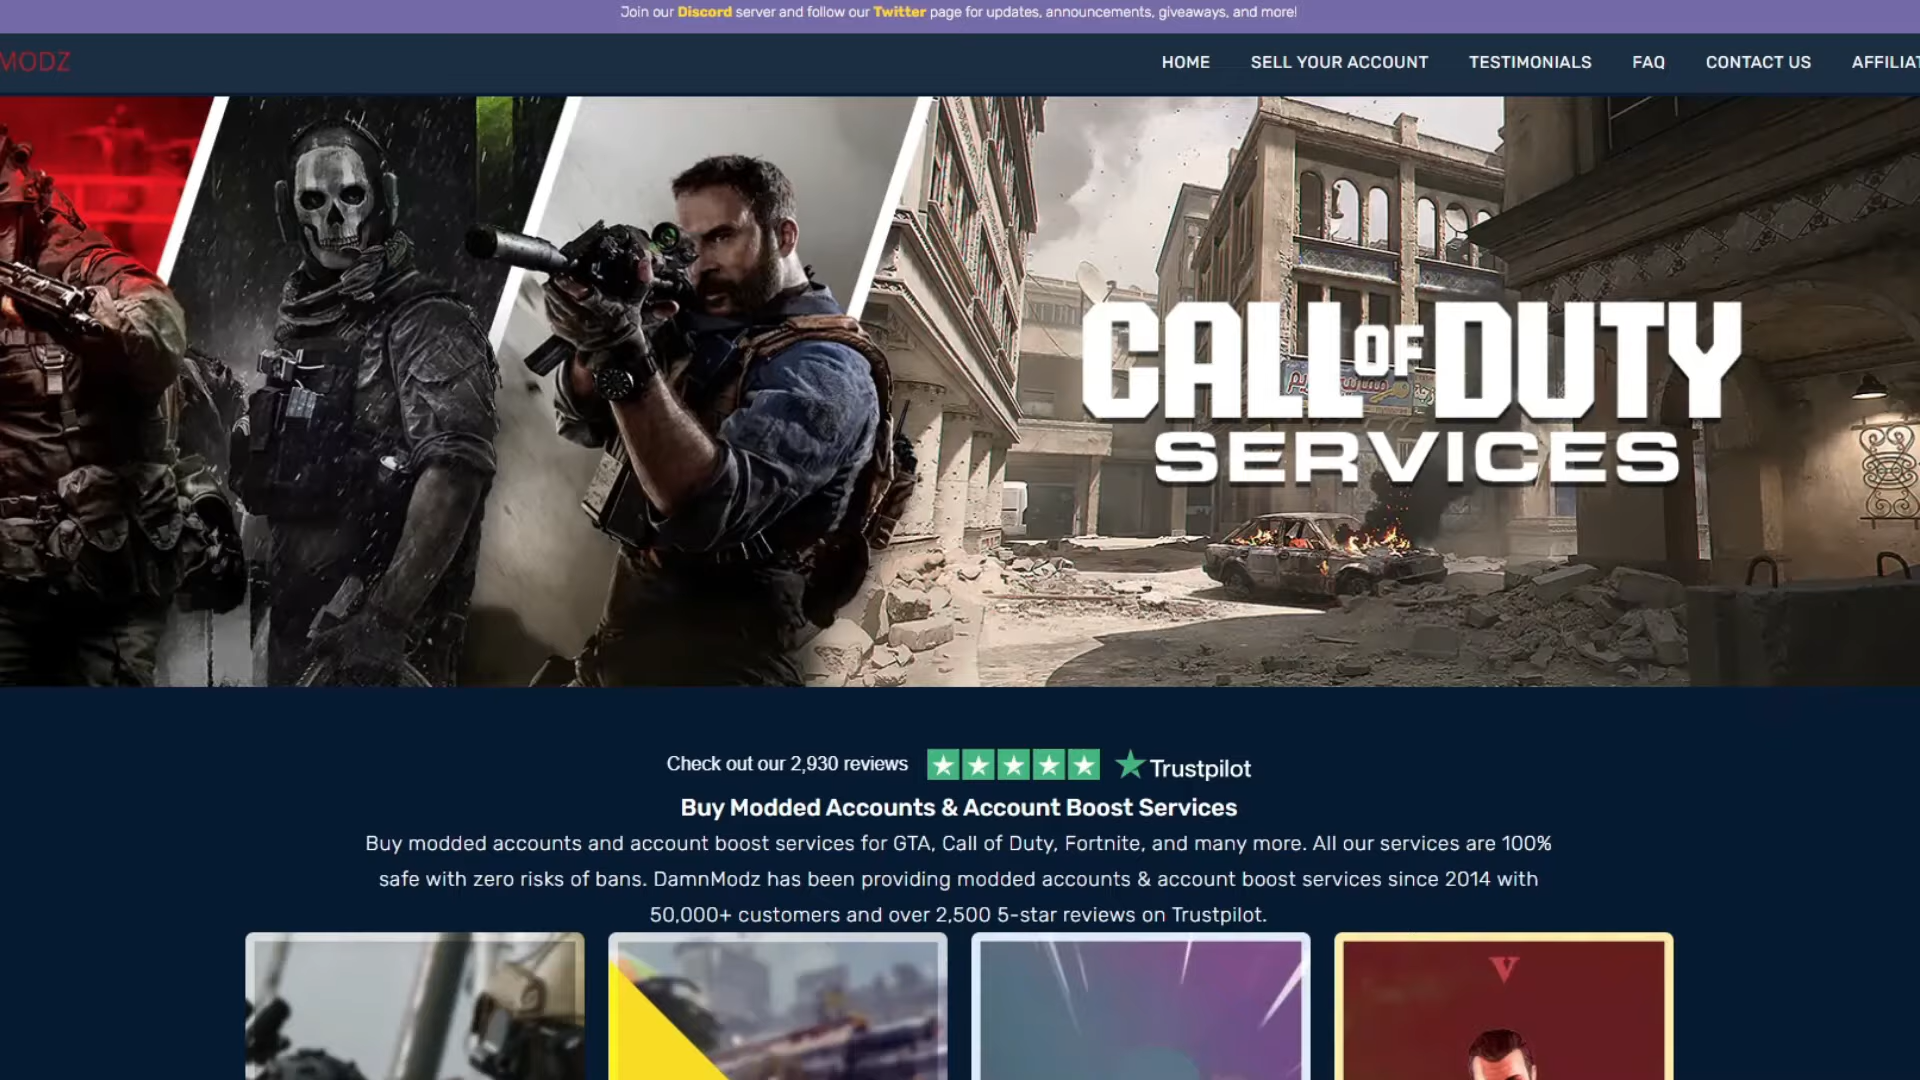 Join our Discord server and follow our Twitter page for updates, announcements, giveaways, and more!
MODZ
HOME
SELL YOUR ACCOUNT
TESTIMONIALS
FAQ
CONTACT US
AFFILIAT
CALL OF DUTY
SERVICES
Check out our 2,930 reviews
Trustpilot
Buy Modded Accounts & Account Boost Services
Buy modded accounts and account boost services for GTA, Call of Duty, Fortnite, and many more. All our services are 100%
safe with zero risks of bans. DamnModz has been providing modded accounts & account boost services since 2014 with
50,000+ customers and over 2,500 5-star reviews on Trustpilot.
V